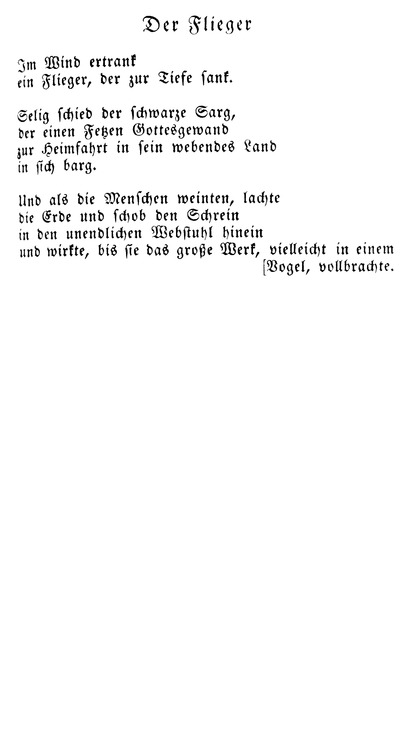 Der Flieger
Im Wind ertrank
ein Flieger, der zur Tiefe sank.
Selig schied der schwarze Sarg,
der einen Fetzen Gottesgewand
zur Heimfahrt in sein webendes Land
in sich barg.
Und als die Menschen weinten, lachte
die Erde und schob den Schrein
in den unendlichen Webstuhl hinein
und wirkte, bis sie das große Werk, vielleicht in einem
[Vogel, vollbrachte.